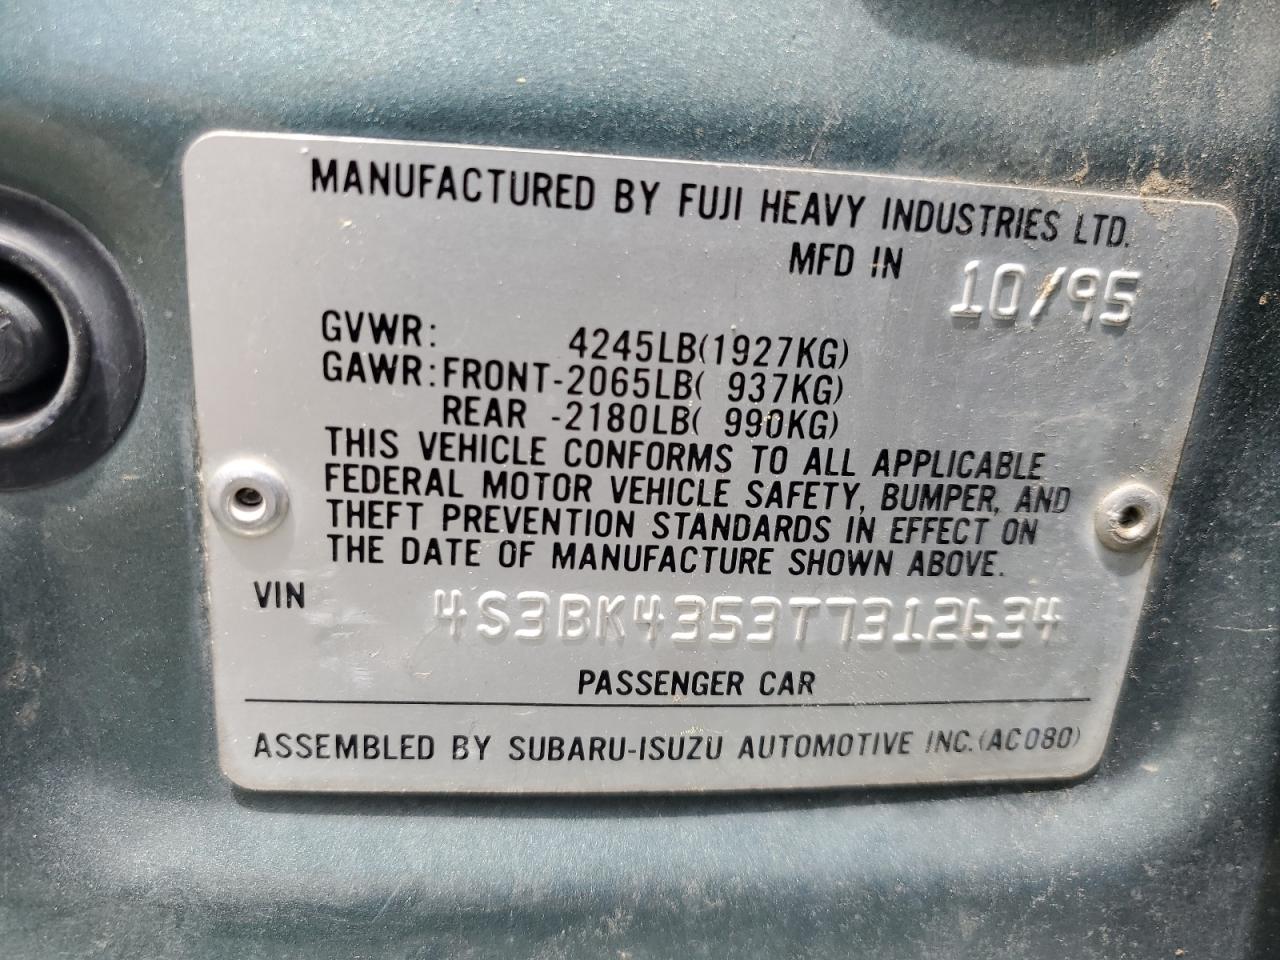 MANUFACTURED BY FUJI HEAVY INDUSTRIES LTD.
MFD IN 10/95
GVWR: 4245LB(1927KG)
GAWR:FRONT-2065LB( 937KG)
REAR -2180LB( 990KG)
THIS VEHICLE CONFORMS TO ALL APPLICABLE
FEDERAL MOTOR VEHICLE SAFETY, BUMPER, AND
THEFT PREVENTION STANDARDS IN EFFECT ON
THE DATE OF MANUFACTURE SHOWN ABOVE.
VIN 4S3BK4353T7312634
PASSENGER CAR
ASSEMBLED BY SUBARU-ISUZU AUTOMOTIVE INC.(AC080)